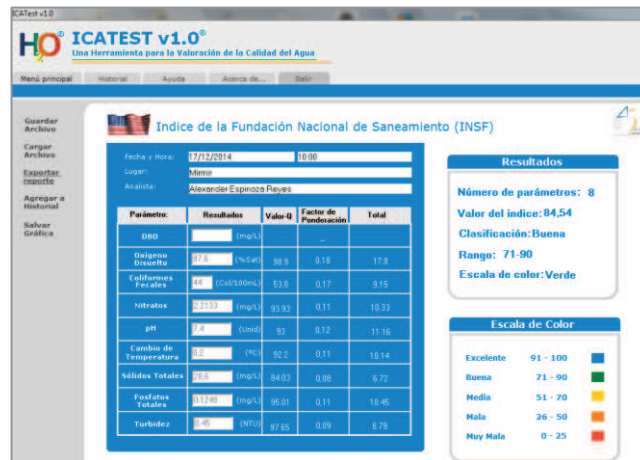 ICATest v1.0
H2O® ICATEST v1.0®
Una Herramienta para la Valoración de la Calidad del Agua
Menú principal Historial Ayuda Acerca de... Salir
Guardar Archivo
Cargar Archivo
Exportar reporte
Agregar a Historial
Salvar Gráfica
Indice de la Fundación Nacional de Saneamiento (INSF)
Fecha y Hora: 17/12/2014 10:00
Lugar: Mirmir
Analista: Alexander Espinoza Reyes
Parámetro: Resultados Valor-Q Factor de Ponderación Total
DBO (mg/L) _
Oxígeno Disuelto 97.6 (%Sat) 98.9 0.18 17.8
Coliformes Fecales 44 (Col/100mL) 53.8 0.17 9.15
Nitratos 2.2133 (mg/L) 93.93 0.11 10.33
pH 7.4 (Unid) 93 0.12 11.16
Cambio de Temperatura 0.2 (ºC) 92.2 0.11 10.14
Sólidos Totales 28.6 (mg/L) 84.03 0.08 6.72
Fosfatos Totales 0.1248 (mg/L) 95.01 0.11 10.45
Turbidez 0.45 (NTU) 97.65 0.09 8.79
Resultados
Número de parámetros: 8
Valor del indice: 84,54
Clasificación: Buena
Rango: 71-90
Escala de color: Verde
Escala de Color
Excelente 91 - 100
Buena 71 - 90
Media 51 - 70
Mala 26 - 50
Muy Mala 0 - 25